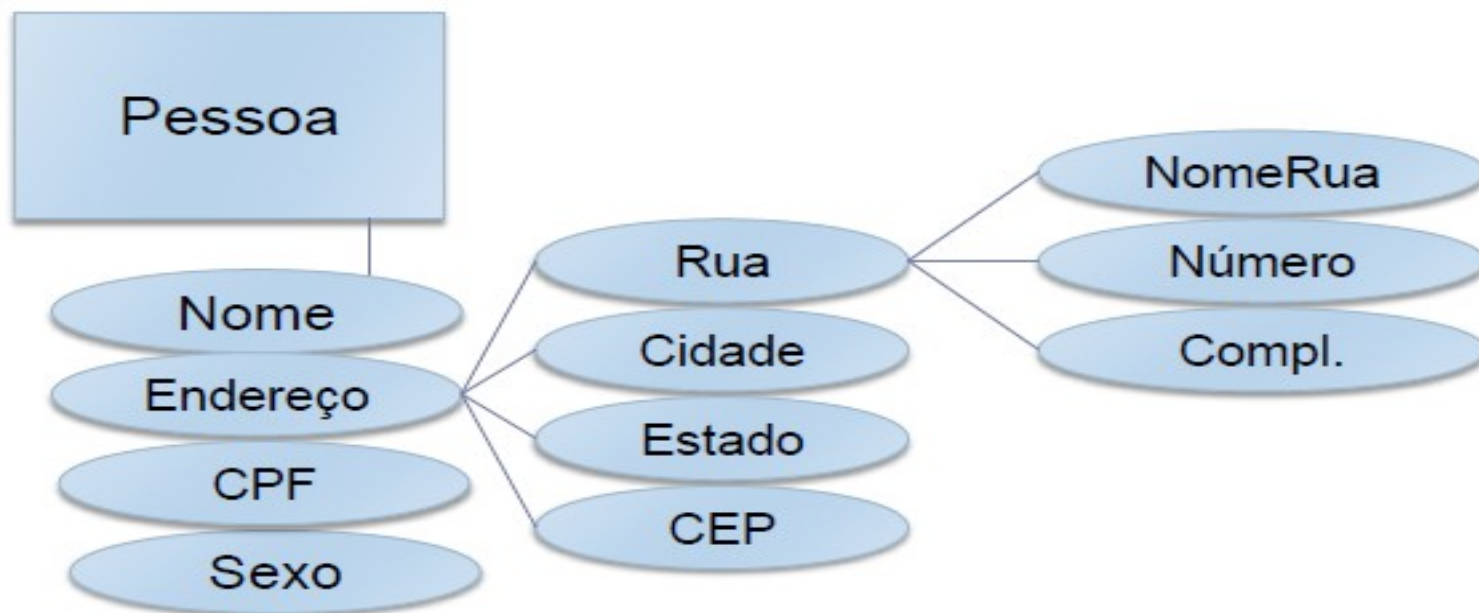 Pessoa
Nome
Endereço
CPF
Sexo
Rua
Cidade
Estado
CEP
NomeRua
Número
Compl.